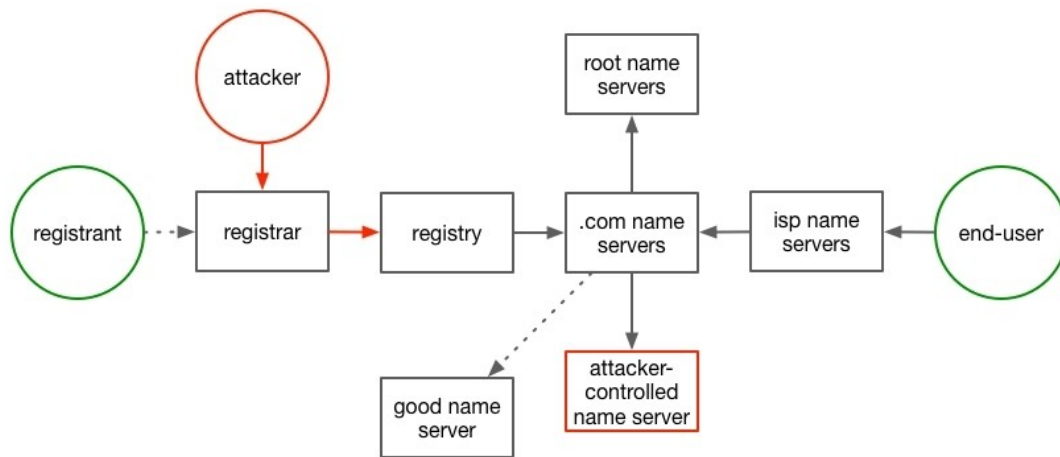 attacker
root name
servers
registrant
registrar
registry
.com name
servers
isp name
servers
end-user
good name
server
attacker-
controlled
name server